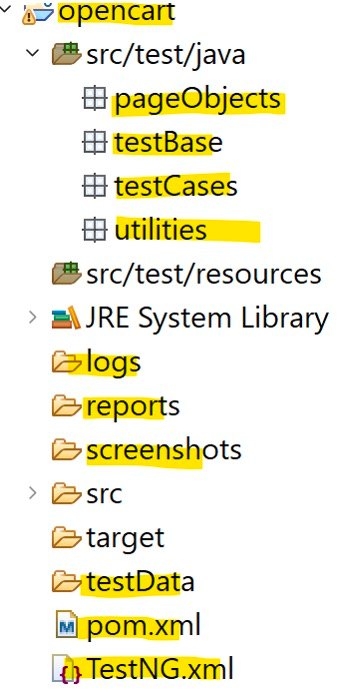 opencart
src/test/java
pageObjects
testBase
testCases
utilities
src/test/resources
JRE System Library
logs
reports
screenshots
src
target
testData
pom.xml
TestNG.xml